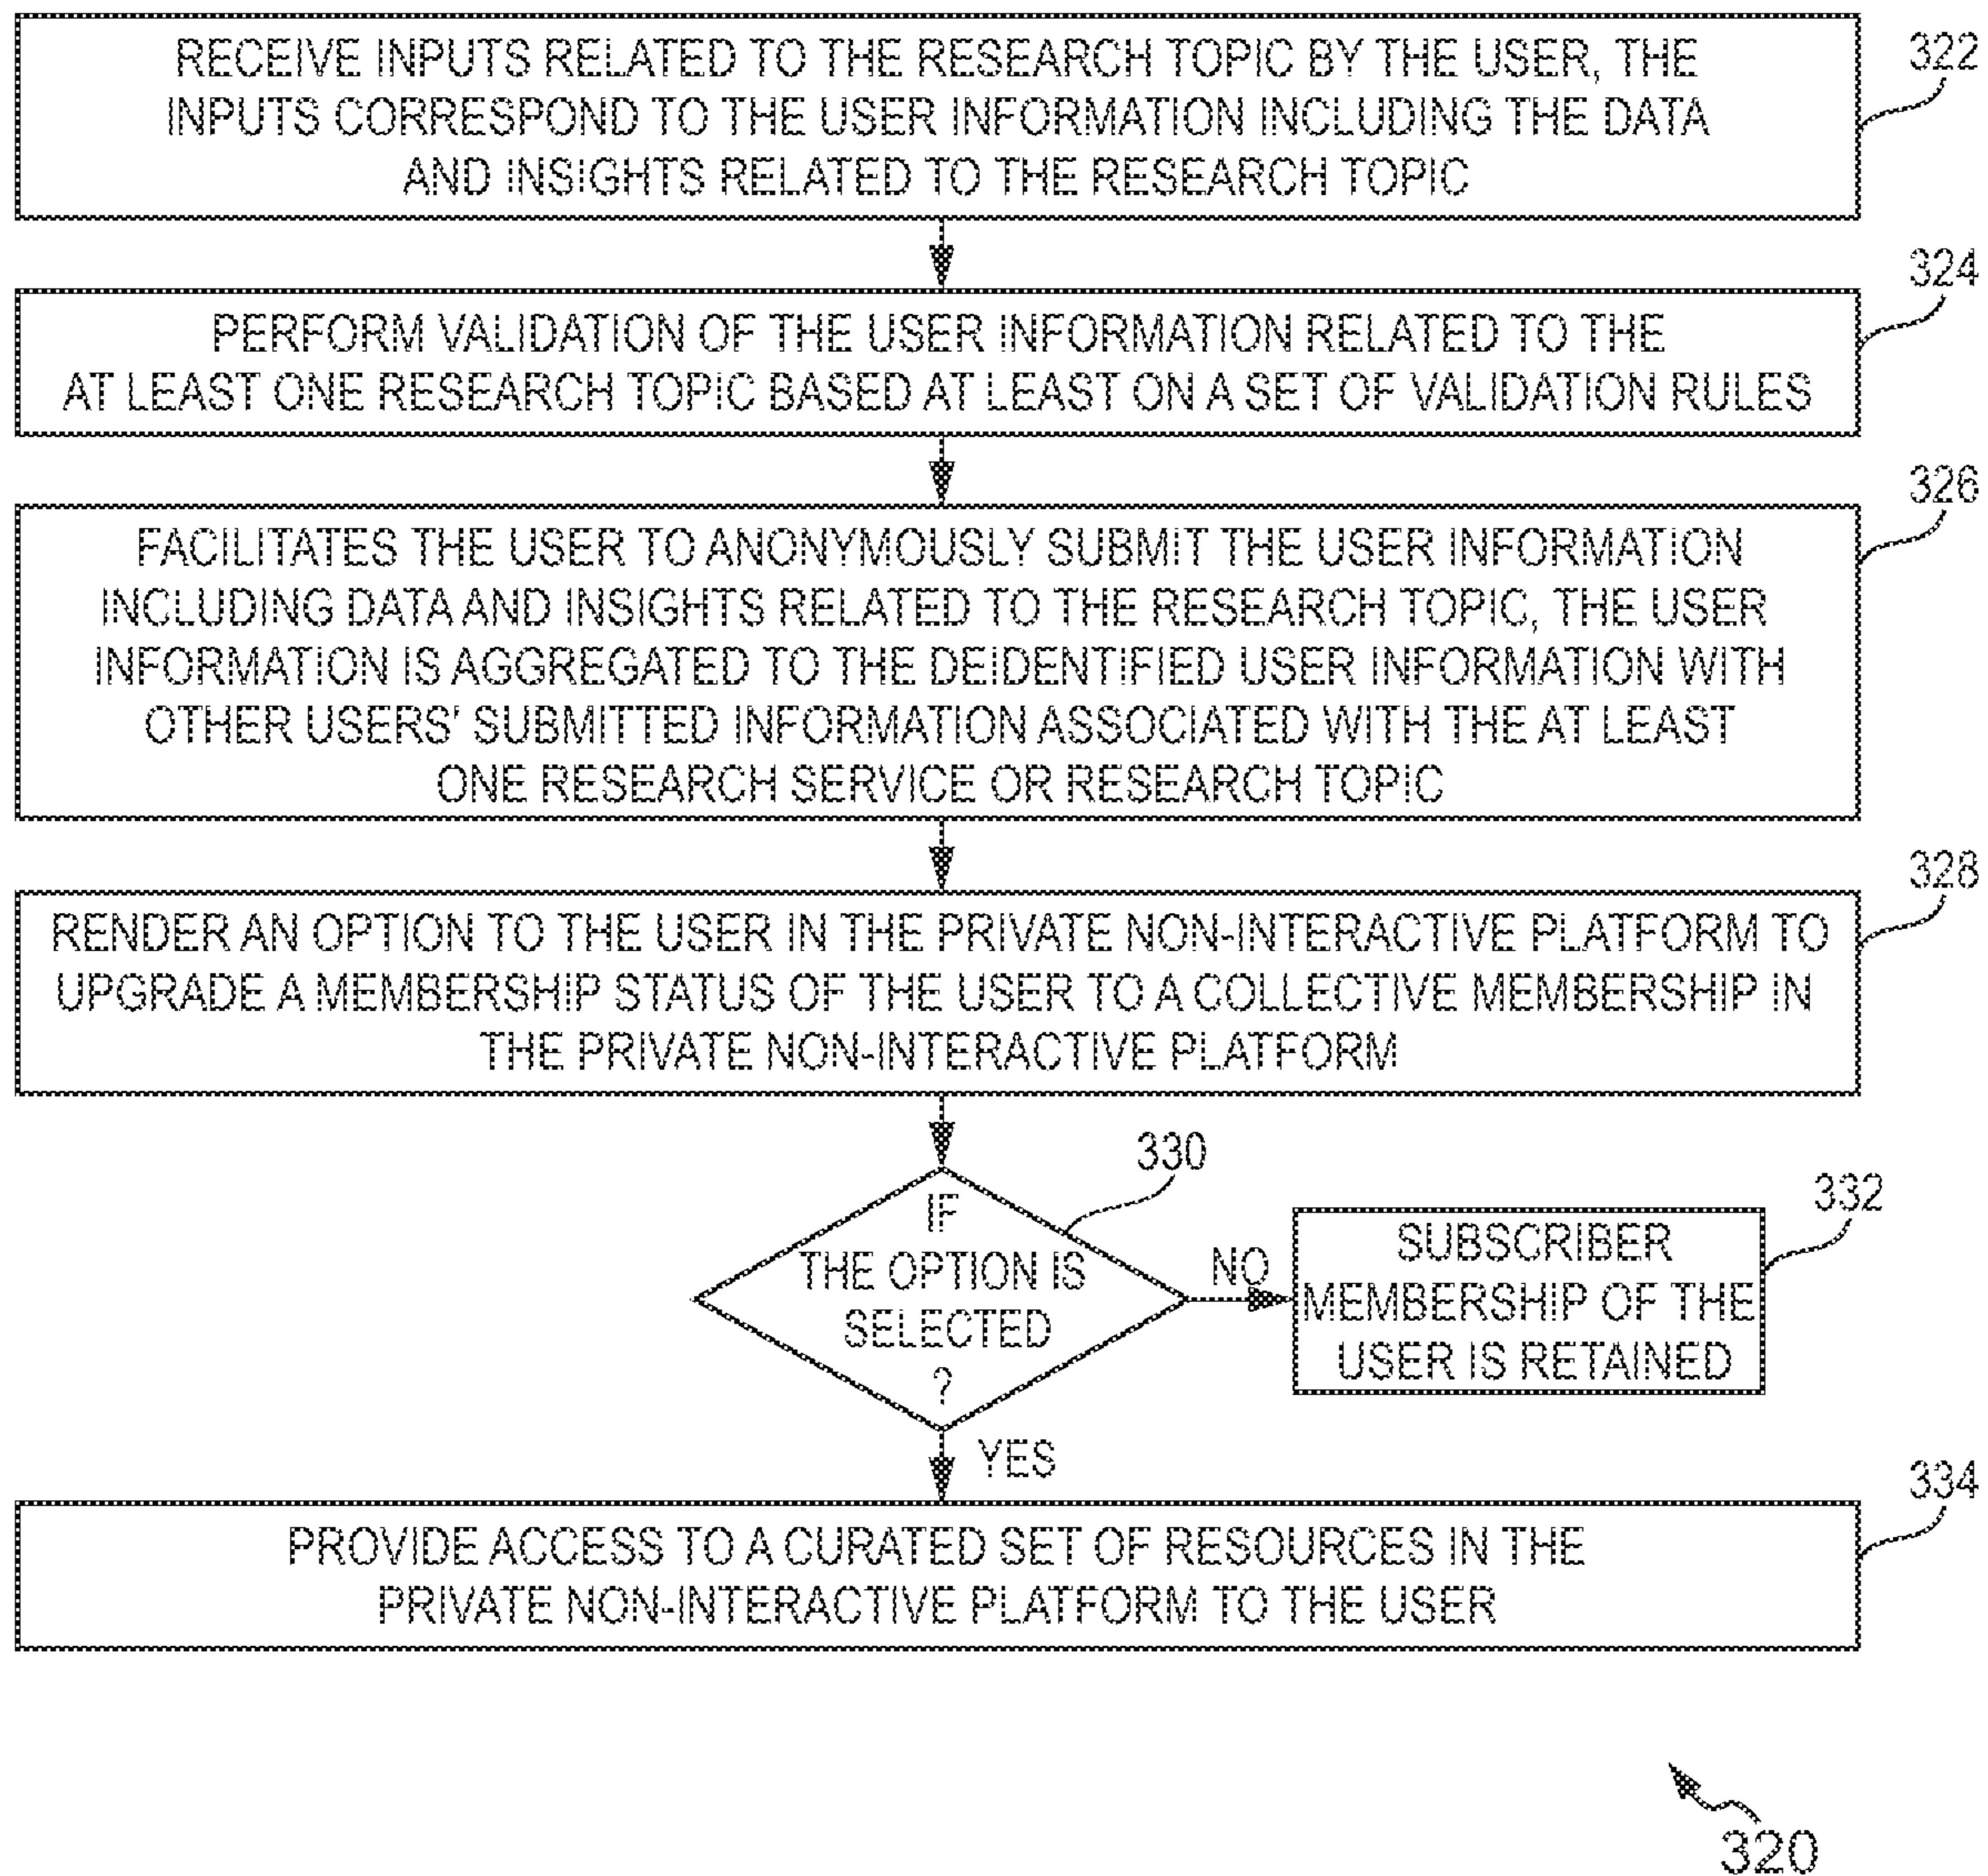 RECEIVE INPUTS RELATED TO THE RESEARCH TOPIC BY THE USER, THE
INPUTS CORRESPOND TO THE USER INFORMATION INCLUDING THE DATA
AND INSIGHTS RELATED TO THE RESEARCH TOPIC
322
PERFORM VALIDATION OF THE USER INFORMATION RELATED TO THE
AT LEAST ONE RESEARCH TOPIC BASED AT LEAST ON A SET OF VALIDATION RULES
324
FACILITATES THE USER TO ANONYMOUSLY SUBMIT THE USER INFORMATION
INCLUDING DATA AND INSIGHTS RELATED TO THE RESEARCH TOPIC, THE USER
INFORMATION IS AGGREGATED TO THE DEIDENTIFIED USER INFORMATION WITH
OTHER USERS' SUBMITTED INFORMATION ASSOCIATED WITH THE AT LEAST
ONE RESEARCH SERVICE OR RESEARCH TOPIC
326
RENDER AN OPTION TO THE USER IN THE PRIVATE NON-INTERACTIVE PLATFORM TO
UPGRADE A MEMBERSHIP STATUS OF THE USER TO A COLLECTIVE MEMBERSHIP IN
THE PRIVATE NON-INTERACTIVE PLATFORM
328
IF
THE OPTION IS
SELECTED
?
330
NO
SUBSCRIBER
MEMBERSHIP OF THE
USER IS RETAINED
332
YES
PROVIDE ACCESS TO A CURATED SET OF RESOURCES IN THE
PRIVATE NON-INTERACTIVE PLATFORM TO THE USER
334
320